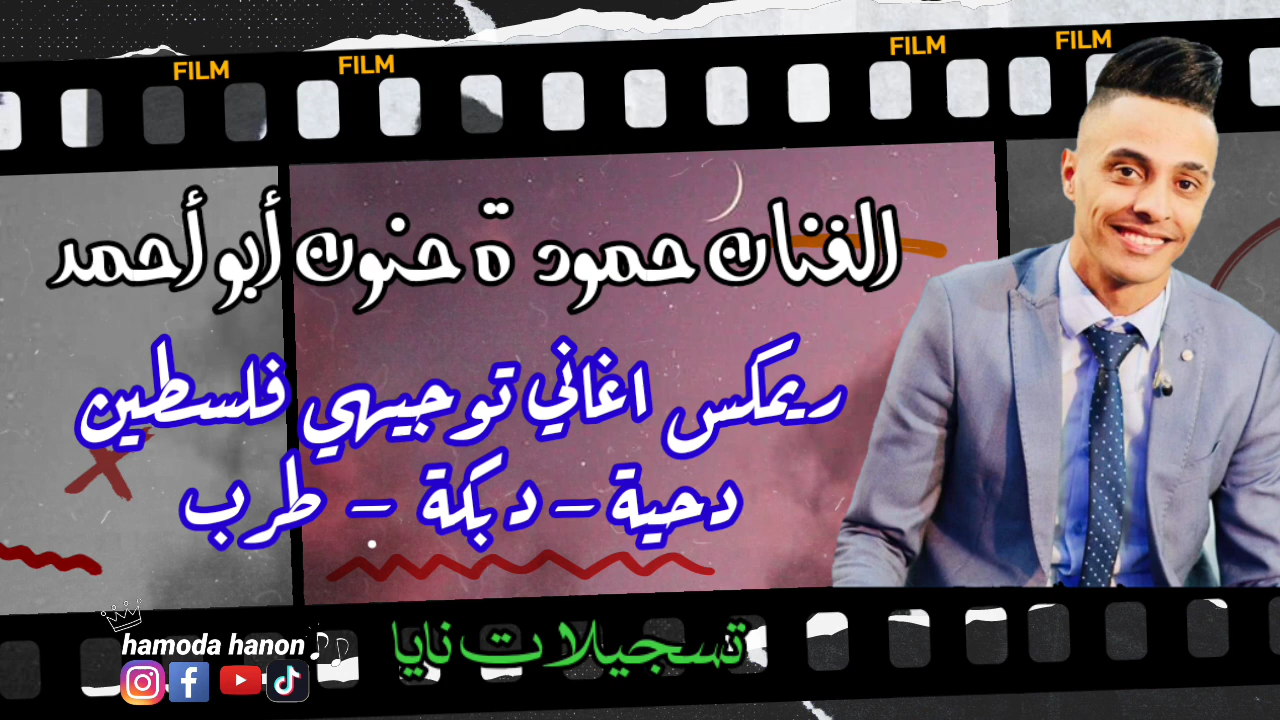 FILM FILM FILM FILM
الفنان حمودة حنون أبو أحمد
ريمكس اغاني توجيهي فلسطين
دحية - دبكة - طرب
تسجيلات نايا
hamoda hanon